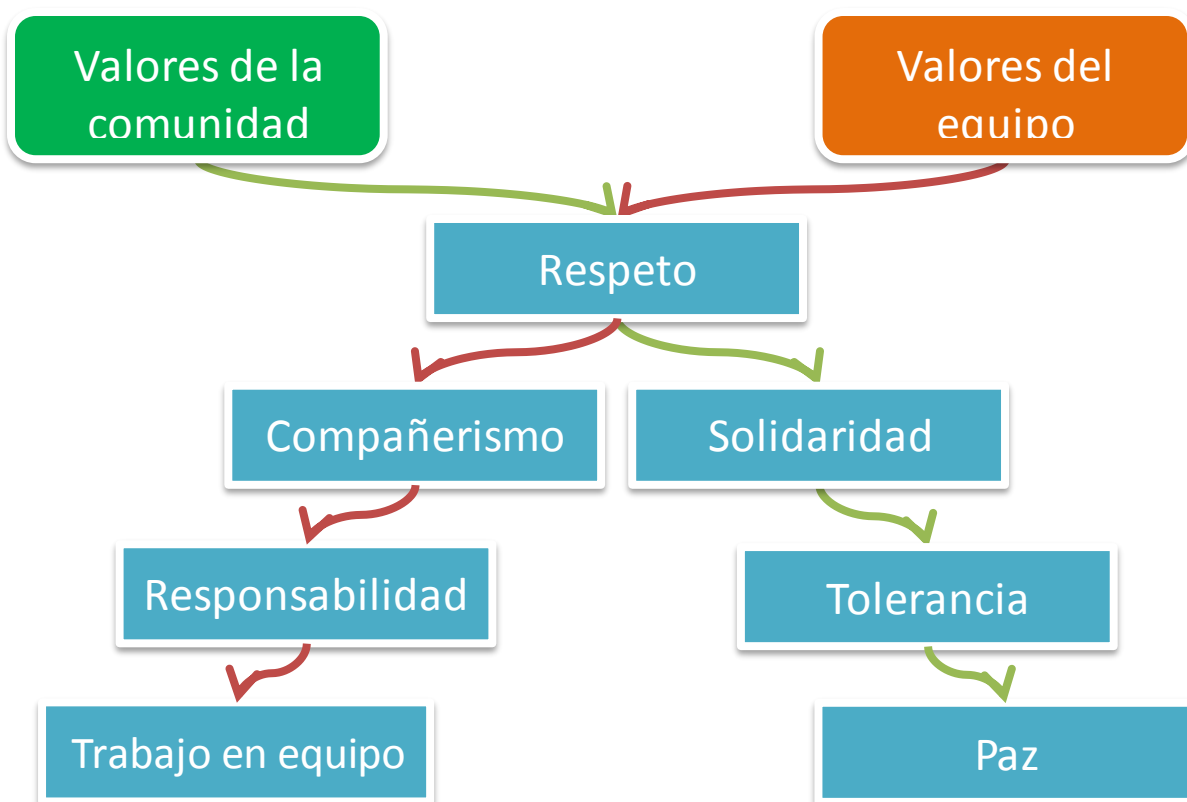 Valores de la
comunidad
Valores del
equipo
Respeto
Compañerismo
Solidaridad
Responsabilidad
Tolerancia
Trabajo en equipo
Paz